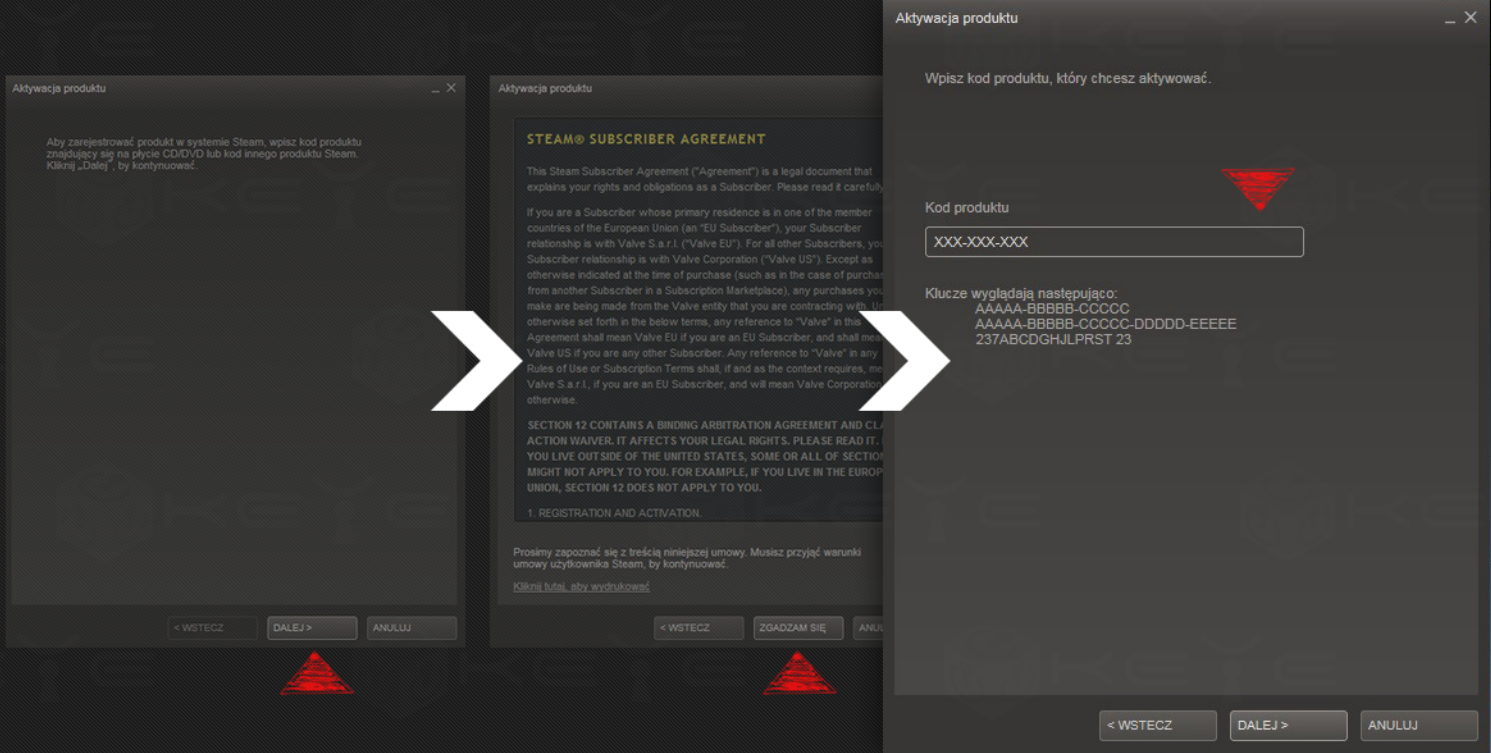 Aktywacja produktu
Aby zarejestrować produkt w systemie Steam, wpisz kod produktu
znajdujący się na płycie CD/DVD lub kod innego produktu Steam.
Kliknij „Dalej”, by kontynuować.
< WSTECZ
DALEJ >
ANULUJ
Aktywacja produktu
STEAM® SUBSCRIBER AGREEMENT
This Steam Subscriber Agreement ("Agreement") is a legal document that
explains your rights and obligations as a Subscriber. Please read it carefully
If you are a Subscriber whose primary residence is in one of the member
countries of the European Union (an “EU Subscriber”), your Subscriber
relationship is with Valve S.a.r.l. (“Valve EU”). For all other Subscribers, you
Subscriber relationship is with Valve Corporation (“Valve US”). Except as
otherwise indicated at the time of purchase (such as in the case of purchas
from another Subscriber in a Subscription Marketplace), any purchases you
make are being made from the Valve entity that you are contracting with. Un
otherwise set forth in the below terms, any reference to “Valve” in this
Agreement shall mean Valve EU if you are an EU Subscriber, and shall mea
Valve US if you are any other Subscriber. Any reference to “Valve” in any
Rules of Use or Subscription Terms shall, if and as the context requires, me
Valve S.a.r.l., if you are an EU Subscriber, and will mean Valve Corporation
otherwise.
SECTION 12 CONTAINS A BINDING ARBITRATION AGREEMENT AND CLA
ACTION WAIVER. IT AFFECTS YOUR LEGAL RIGHTS. PLEASE READ IT.
YOU LIVE OUTSIDE OF THE UNITED STATES, SOME OR ALL OF SECTION
MIGHT NOT APPLY TO YOU. FOR EXAMPLE, IF YOU LIVE IN THE EUROP
UNION, SECTION 12 DOES NOT APPLY TO YOU.
1. REGISTRATION AND ACTIVATION.
Prosimy zapoznać się z treścią niniejszej umowy. Musisz przyjąć warunki
umowy użytkownika Steam, by kontynuować.
Kliknij tutaj, aby wydrukować
< WSTECZ
ZGADZAM SIĘ
ANUL
Aktywacja produktu
Wpisz kod produktu, który chcesz aktywować.
Kod produktu
XXX-XXX-XXX
Klucze wyglądają następująco:
AAAAA-BBBBB-CCCCC
AAAAA-BBBBB-CCCCC-DDDDD-EEEEE
237ABCDGHJLPRST 23
< WSTECZ
DALEJ >
ANULUJ